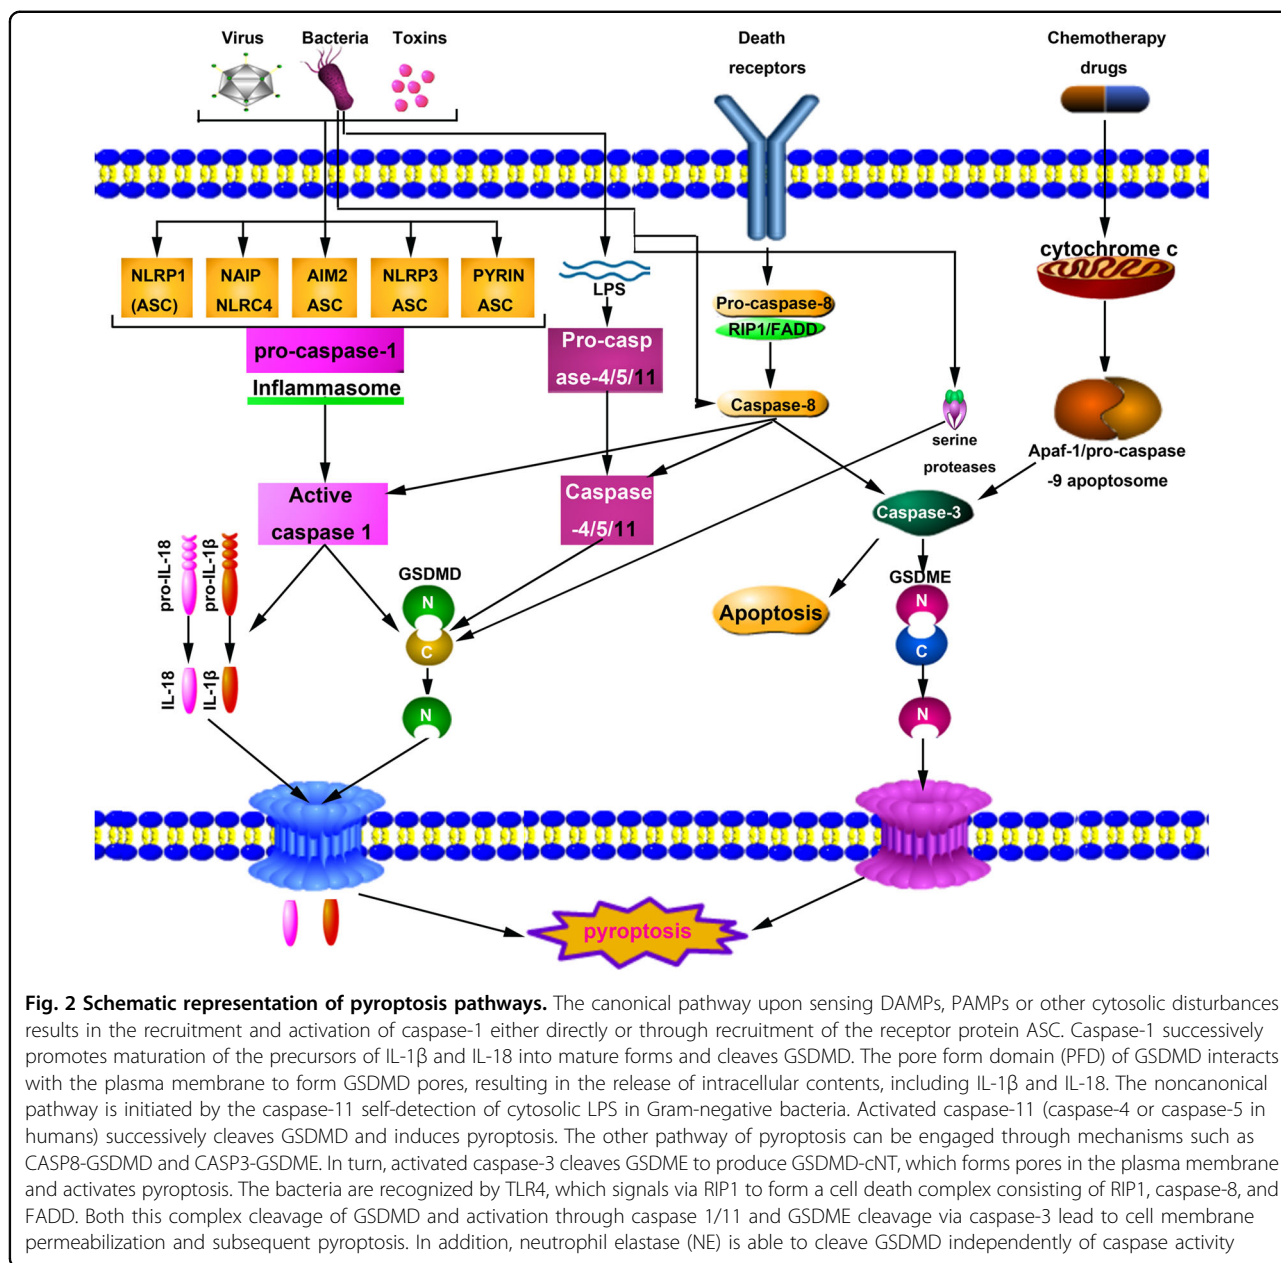 Virus
Bacteria
Toxins
Death
receptors
Chemotherapy
drugs
NLRP1
(ASC)
NAIP
NLRC4
AIM2
ASC
NLRP3
ASC
PYRIN
ASC
LPS
Pro-caspase-8
RIP1/FADD
cytochrome c
pro-caspase-1
Inflammasome
Pro-casp
ase-4/5/11
Caspase-8
serine
proteases
Apaf-1/pro-caspase
-9 apoptosome
Active
caspase 1
Caspase
-4/5/11
Caspase-3
pro-IL-18
pro-IL-1β
GSDMD
N
C
GSDME
N
C
Apoptosis
IL-18
IL-1β
N
N
pyroptosis
Fig. 2 Schematic representation of pyroptosis pathways. The canonical pathway upon sensing DAMPs, PAMPs or other cytosolic disturbances
results in the recruitment and activation of caspase-1 either directly or through recruitment of the receptor protein ASC. Caspase-1 successively
promotes maturation of the precursors of IL-1β and IL-18 into mature forms and cleaves GSDMD. The pore form domain (PFD) of GSDMD interacts
with the plasma membrane to form GSDMD pores, resulting in the release of intracellular contents, including IL-1β and IL-18. The noncanonical
pathway is initiated by the caspase-11 self-detection of cytosolic LPS in Gram-negative bacteria. Activated caspase-11 (caspase-4 or caspase-5 in
humans) successively cleaves GSDMD and induces pyroptosis. The other pathway of pyroptosis can be engaged through mechanisms such as
CASP8-GSDMD and CASP3-GSDME. In turn, activated caspase-3 cleaves GSDME to produce GSDMD-cNT, which forms pores in the plasma membrane
and activates pyroptosis. The bacteria are recognized by TLR4, which signals via RIP1 to form a cell death complex consisting of RIP1, caspase-8, and
FADD. Both this complex cleavage of GSDMD and activation through caspase 1/11 and GSDME cleavage via caspase-3 lead to cell membrane
permeabilization and subsequent pyroptosis. In addition, neutrophil elastase (NE) is able to cleave GSDMD independently of caspase activity